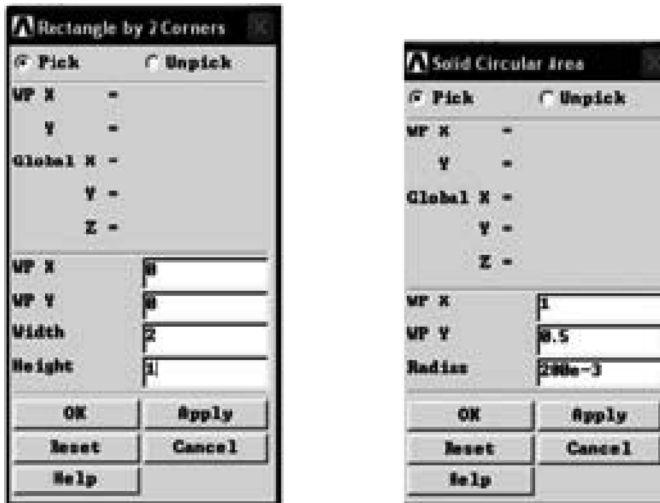 Rectangle by 2 Corners
Pick Unpick
WP X =
Y =
Global X =
Y =
Z =
WP X 0
WP Y 0
Width 2
Height 1
OK Apply
Reset Cancel
Help
Solid Circular Area
Pick Unpick
WP X =
Y =
Global X =
Y =
Z =
WP X 1
WP Y 0.5
Radius 200e-3
OK Apply
Reset Cancel
Help